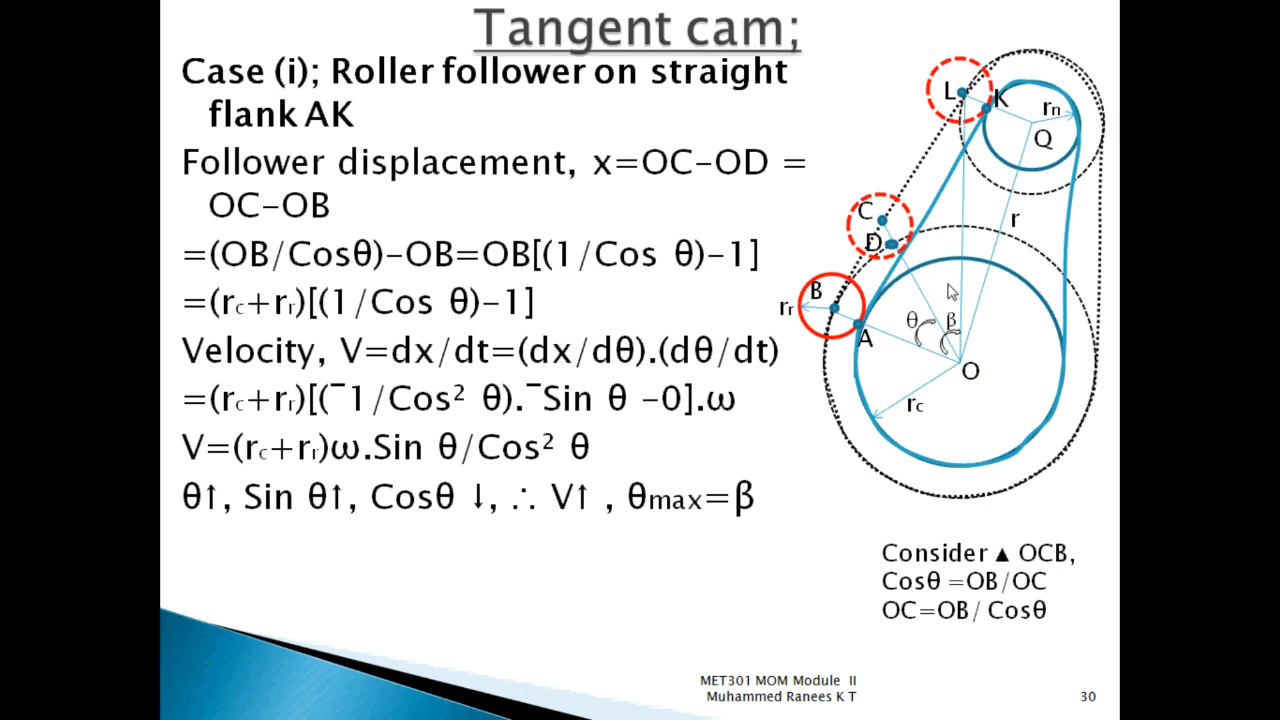 Tangent cam;
Case (i); Roller follower on straight
flank AK
Follower displacement, x=OC-OD =
OC-OB
=(OB/Cosθ)-OB=OB[(1/Cos θ)-1]
=(rc+rr)[(1/Cos θ)-1]
Velocity, V=dx/dt=(dx/dθ).(dθ/dt)
=(rc+rr)[(¯1/Cos² θ).¯Sin θ -0].ω
V=(rc+rr)ω.Sin θ/Cos² θ
θ↑, Sin θ↑, Cosθ ↓, ∴ V↑ , θmax=β
L
K
rn
Q
C
r
D
B
rr
θ
β
A
O
rc
Consider ▲ OCB,
Cosθ =OB/OC
OC=OB/ Cosθ
MET301 MOM Module II
Muhammed Ranees K T
30